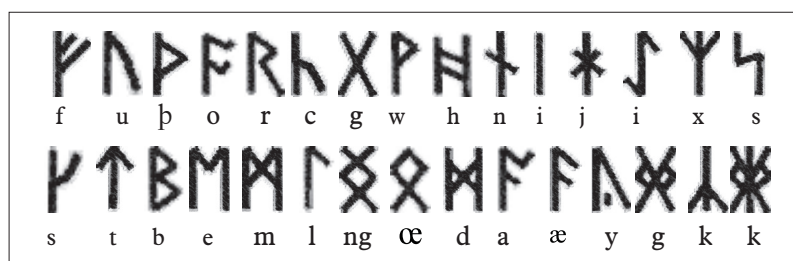 ᚠ ᚢ ᚦ ᚩ ᚱ ᚳ ᚷ ᚹ ᚻ ᚾ ᛁ ᛡ ᛇ ᛉ ᛋ
f u þ o r c g w h n i j i x s
ᚴ ᛏ ᛒ ᛖ ᛗ ᛚ ᛝ ᛟ ᛞ ᚪ ᚫ ᚣ ᚸ ᛣ ᛤ
s t b e m l ng œ d a æ y g k k